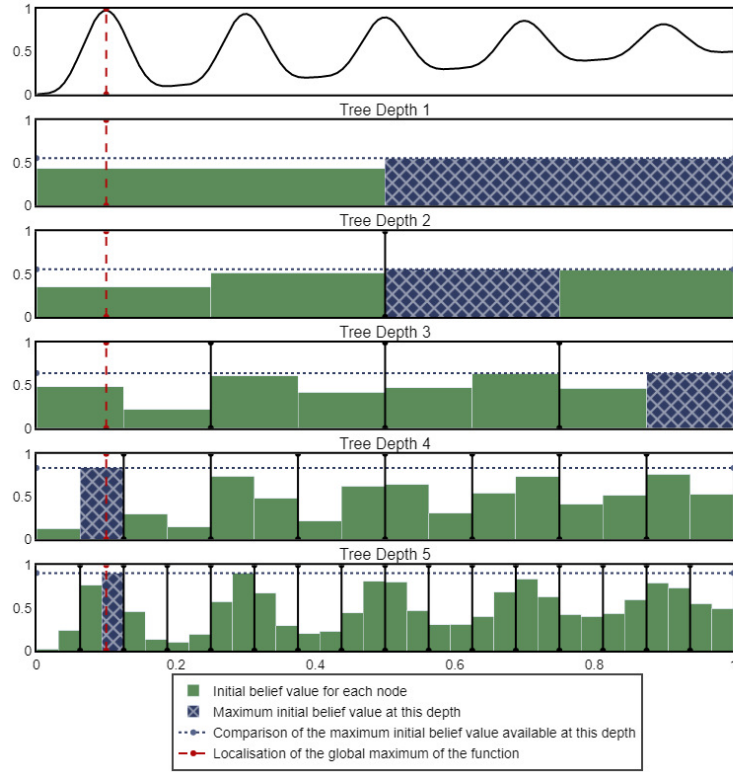 1
0.5
0
Tree Depth 1
1
0.5
0
Tree Depth 2
1
0.5
0
Tree Depth 3
1
0.5
0
Tree Depth 4
1
0.5
0
Tree Depth 5
1
0.5
0
0 0.2 0.4 0.6 0.8 1
Initial belief value for each node
Maximum initial belief value at this depth
Comparison of the maximum initial belief value available at this depth
Localisation of the global maximum of the function